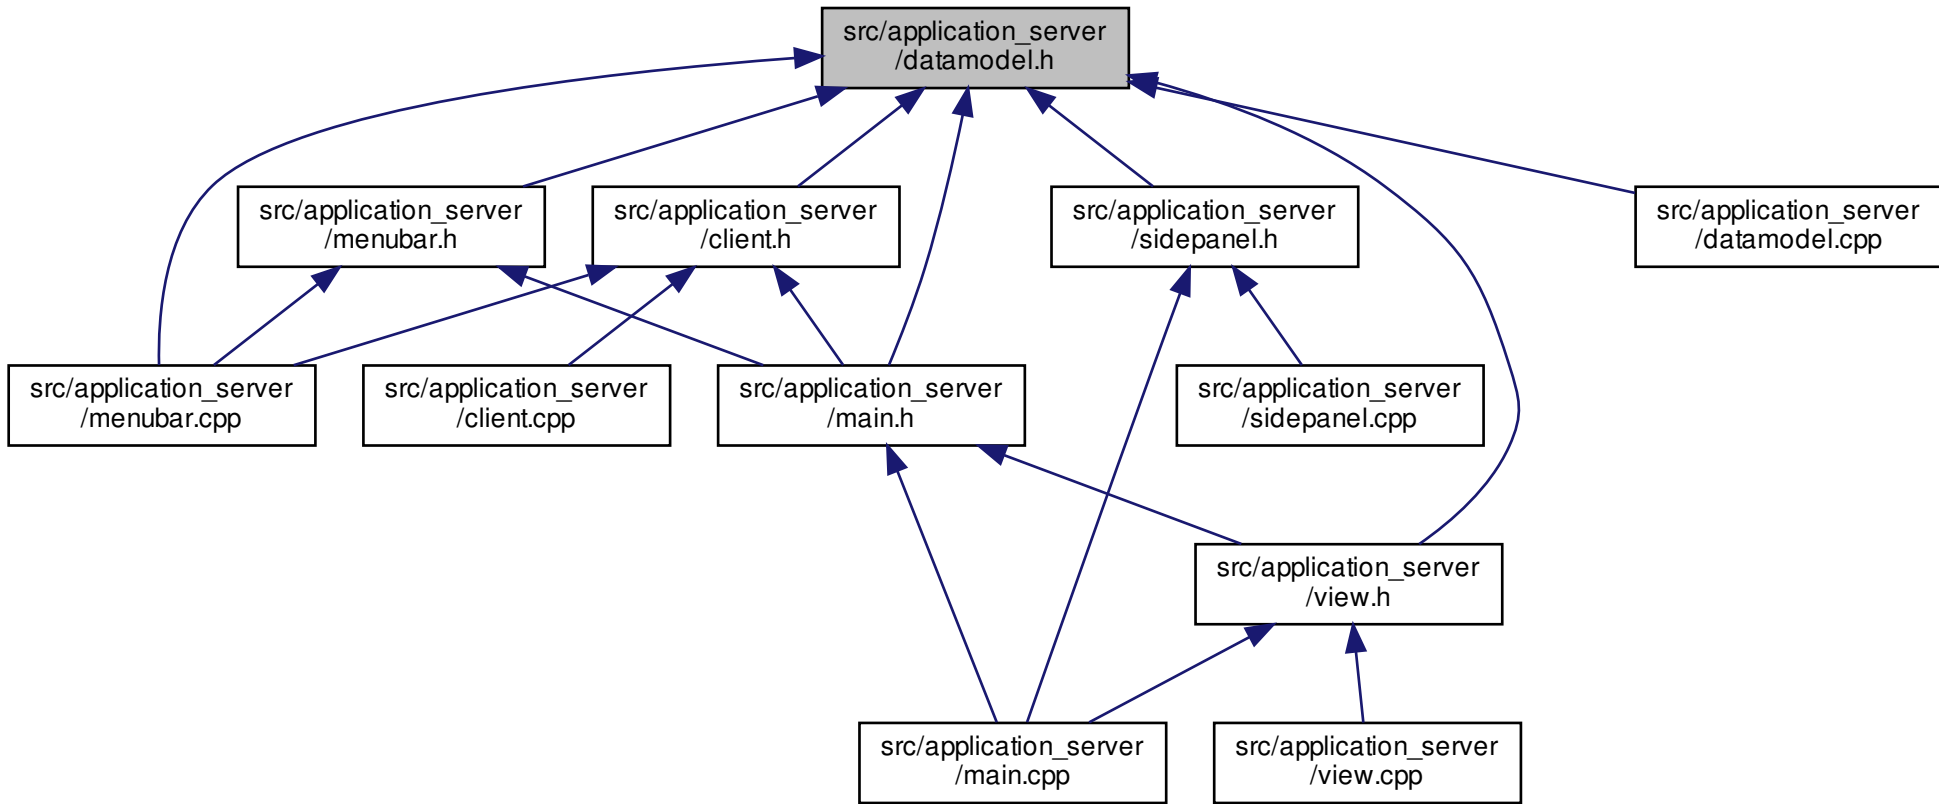 src/application_server
/datamodel.h
src/application_server
/menubar.h
src/application_server
/client.h
src/application_server
/sidepanel.h
src/application_server
/datamodel.cpp
src/application_server
/menubar.cpp
src/application_server
/client.cpp
src/application_server
/main.h
src/application_server
/sidepanel.cpp
src/application_server
/view.h
src/application_server
/main.cpp
src/application_server
/view.cpp